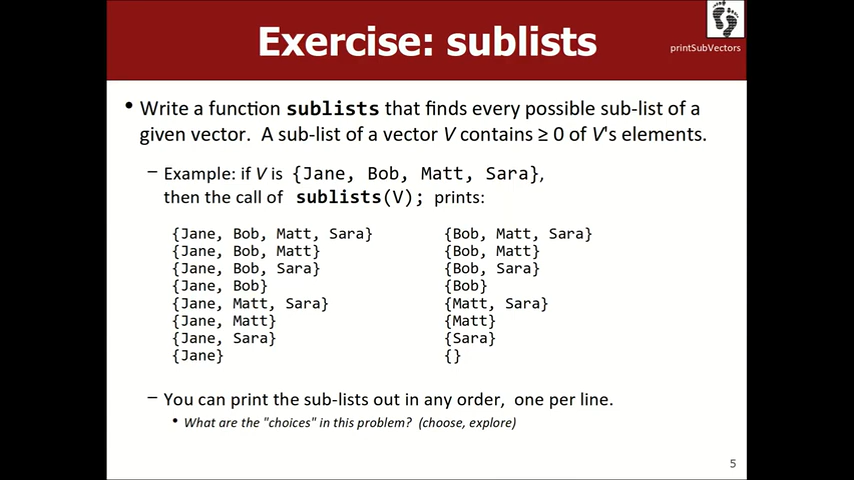 Exercise: sublists
printSubVectors
• Write a function sublists that finds every possible sub-list of a
given vector. A sub-list of a vector V contains ≥ 0 of V's elements.
– Example: if V is {Jane, Bob, Matt, Sara},
then the call of sublists(V); prints:
{Jane, Bob, Matt, Sara}
{Jane, Bob, Matt}
{Jane, Bob, Sara}
{Jane, Bob}
{Jane, Matt, Sara}
{Jane, Matt}
{Jane, Sara}
{Jane}
{Bob, Matt, Sara}
{Bob, Matt}
{Bob, Sara}
{Bob}
{Matt, Sara}
{Matt}
{Sara}
{}
– You can print the sub-lists out in any order, one per line.
• What are the "choices" in this problem? (choose, explore)
5